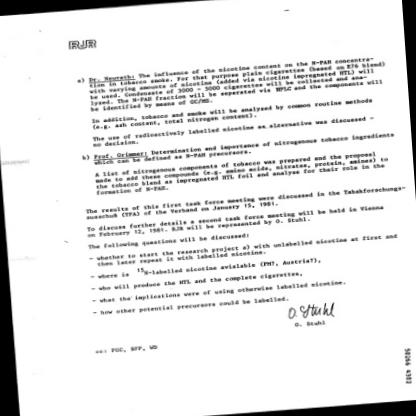 RJR
a) Dr. Neurath: The influence of the nicotine content on the N-PAH concentra-
tion in tobacco smoke. For that purpose plain cigarettes (based on E76 blend)
with varying amounts of nicotine (added via nicotine impregnated HTL) will
be used. Condensate of 3000 - 5000 cigarettes will be collected and ana-
lyzed. The N-PAH fraction will be seperated via HPLC and the components will
be identified by means of GC/MS.
In addition, tobacco and smoke will be analysed by common routine methods
(e.g. ash content, total nitrogen content).
The use of radioactively labelled nicotine as alternative was discussed -
no decision.
b) Prof. Grimmer: Determination and importance of nitrogenous tobacco ingredients
which can be defined as N-PAH precursors.
A list of nitrogenous components of tobacco was prepared and the proposal
made to add these compounds (e.g. amino acids, nitrates, protein, amines) to
the tobacco blend as impregnated HTL foil and analyse for their role in the
formation of N-PAH.
The results of this first task force meeting were discussed in the Tabakforschungs-
ausschuß (TFA) of the Verband on January 15, 1981.
To discuss further details a second task force meeting will be held in Vienna
on February 12, 1981. RJR will be represented by O. Stuhl.
The following questions will be discussed:
- whether to start the research project a) with unlabelled nicotine at first and
then later repeat it with labelled nicotine.
- where is 15N-labelled nicotine avialable (PH?, Austria?),
- who will produce the HTL and the complete cigarettes,
- what the implications were of using otherwise labelled nicotine.
- how other potential precursors could be labelled.
O. Stuhl
O. Stuhl
cc: FGC, BFP, WD
50266 4302